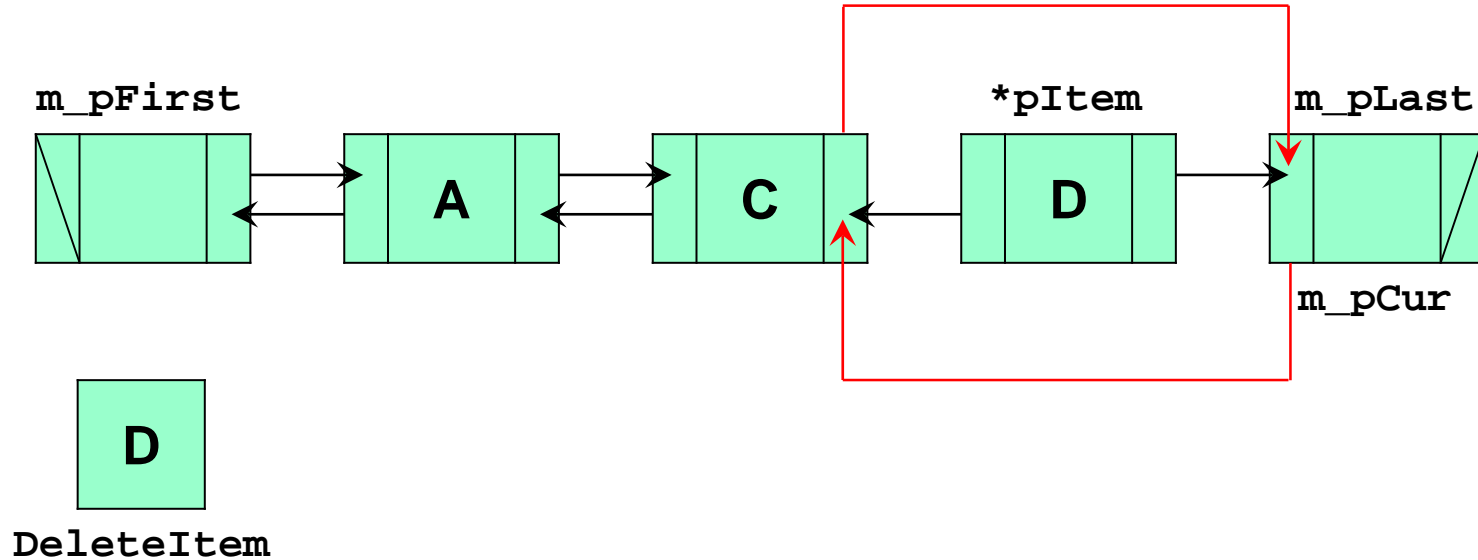 m_pFirst
*pItem
m_pLast
A
C
D
m_pCur
D
DeleteItem